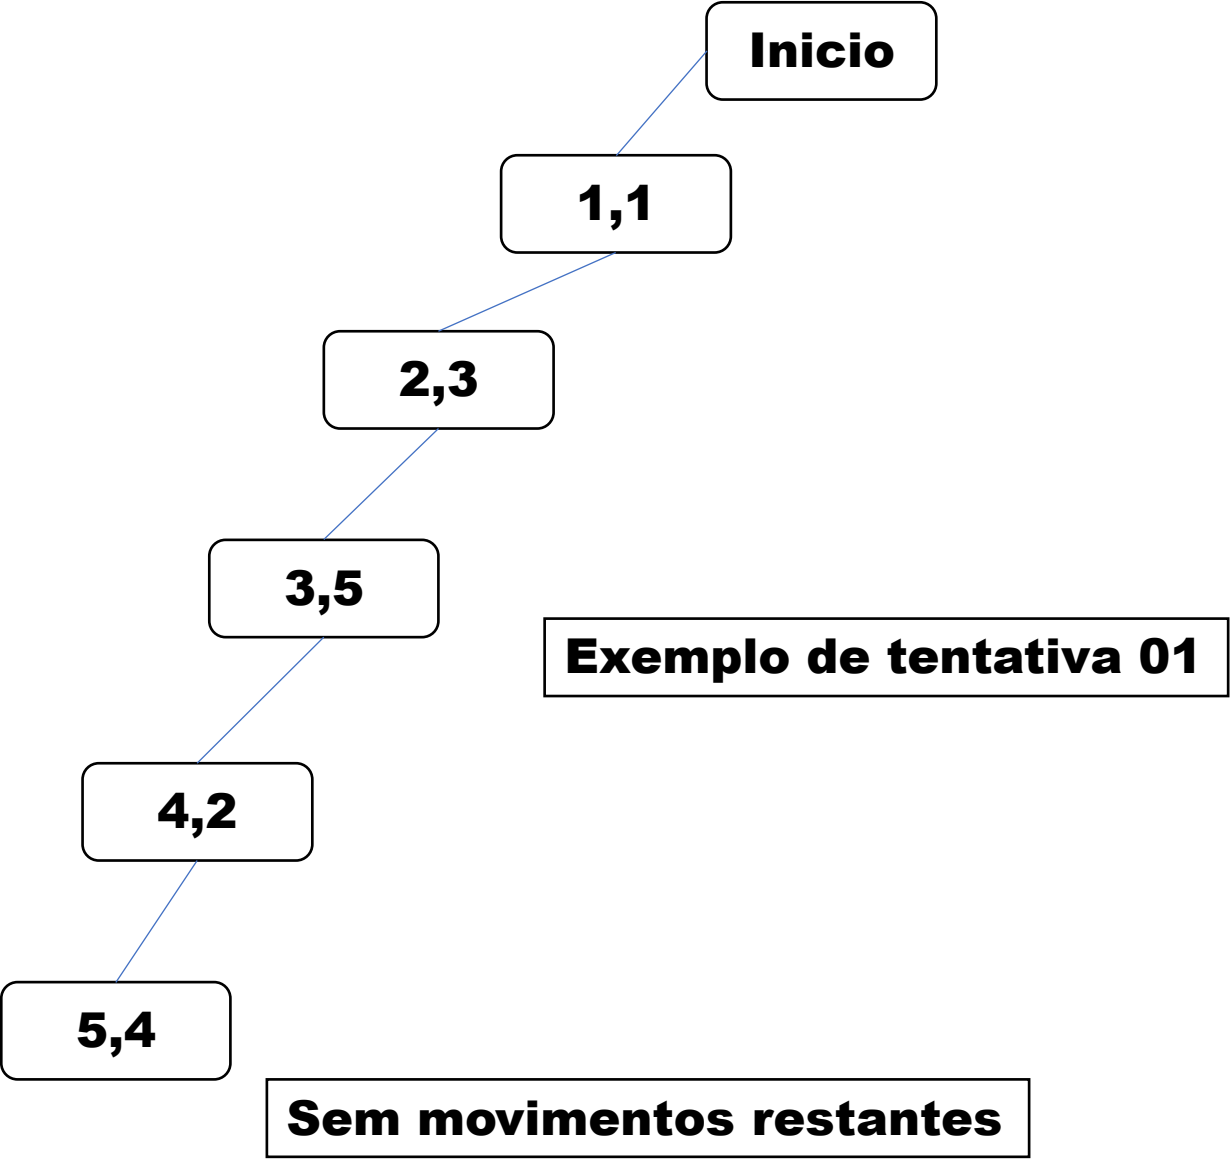 Inicio
1,1
2,3
3,5
Exemplo de tentativa 01
4,2
5,4
Sem movimentos restantes